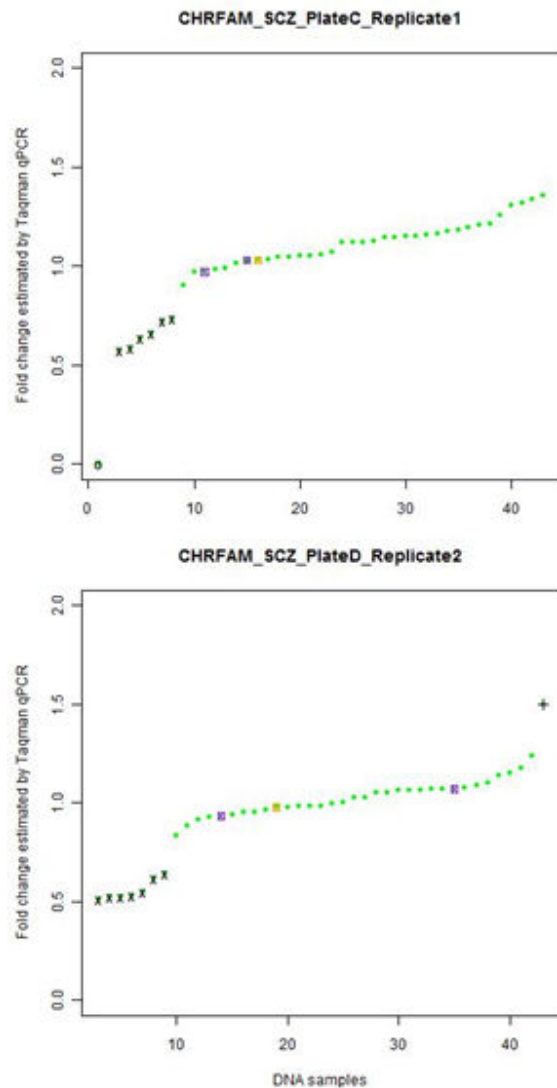 CHRFAM_SCZ_PlateC_Replicate1
Fold change estimated by Taqman qPCR
2.0
1.5
1.0
0.5
0.0
0 10 20 30 40
CHRFAM_SCZ_PlateD_Replicate2
Fold change estimated by Taqman qPCR
2.0
1.5
1.0
0.5
0.0
10 20 30 40
DNA samples